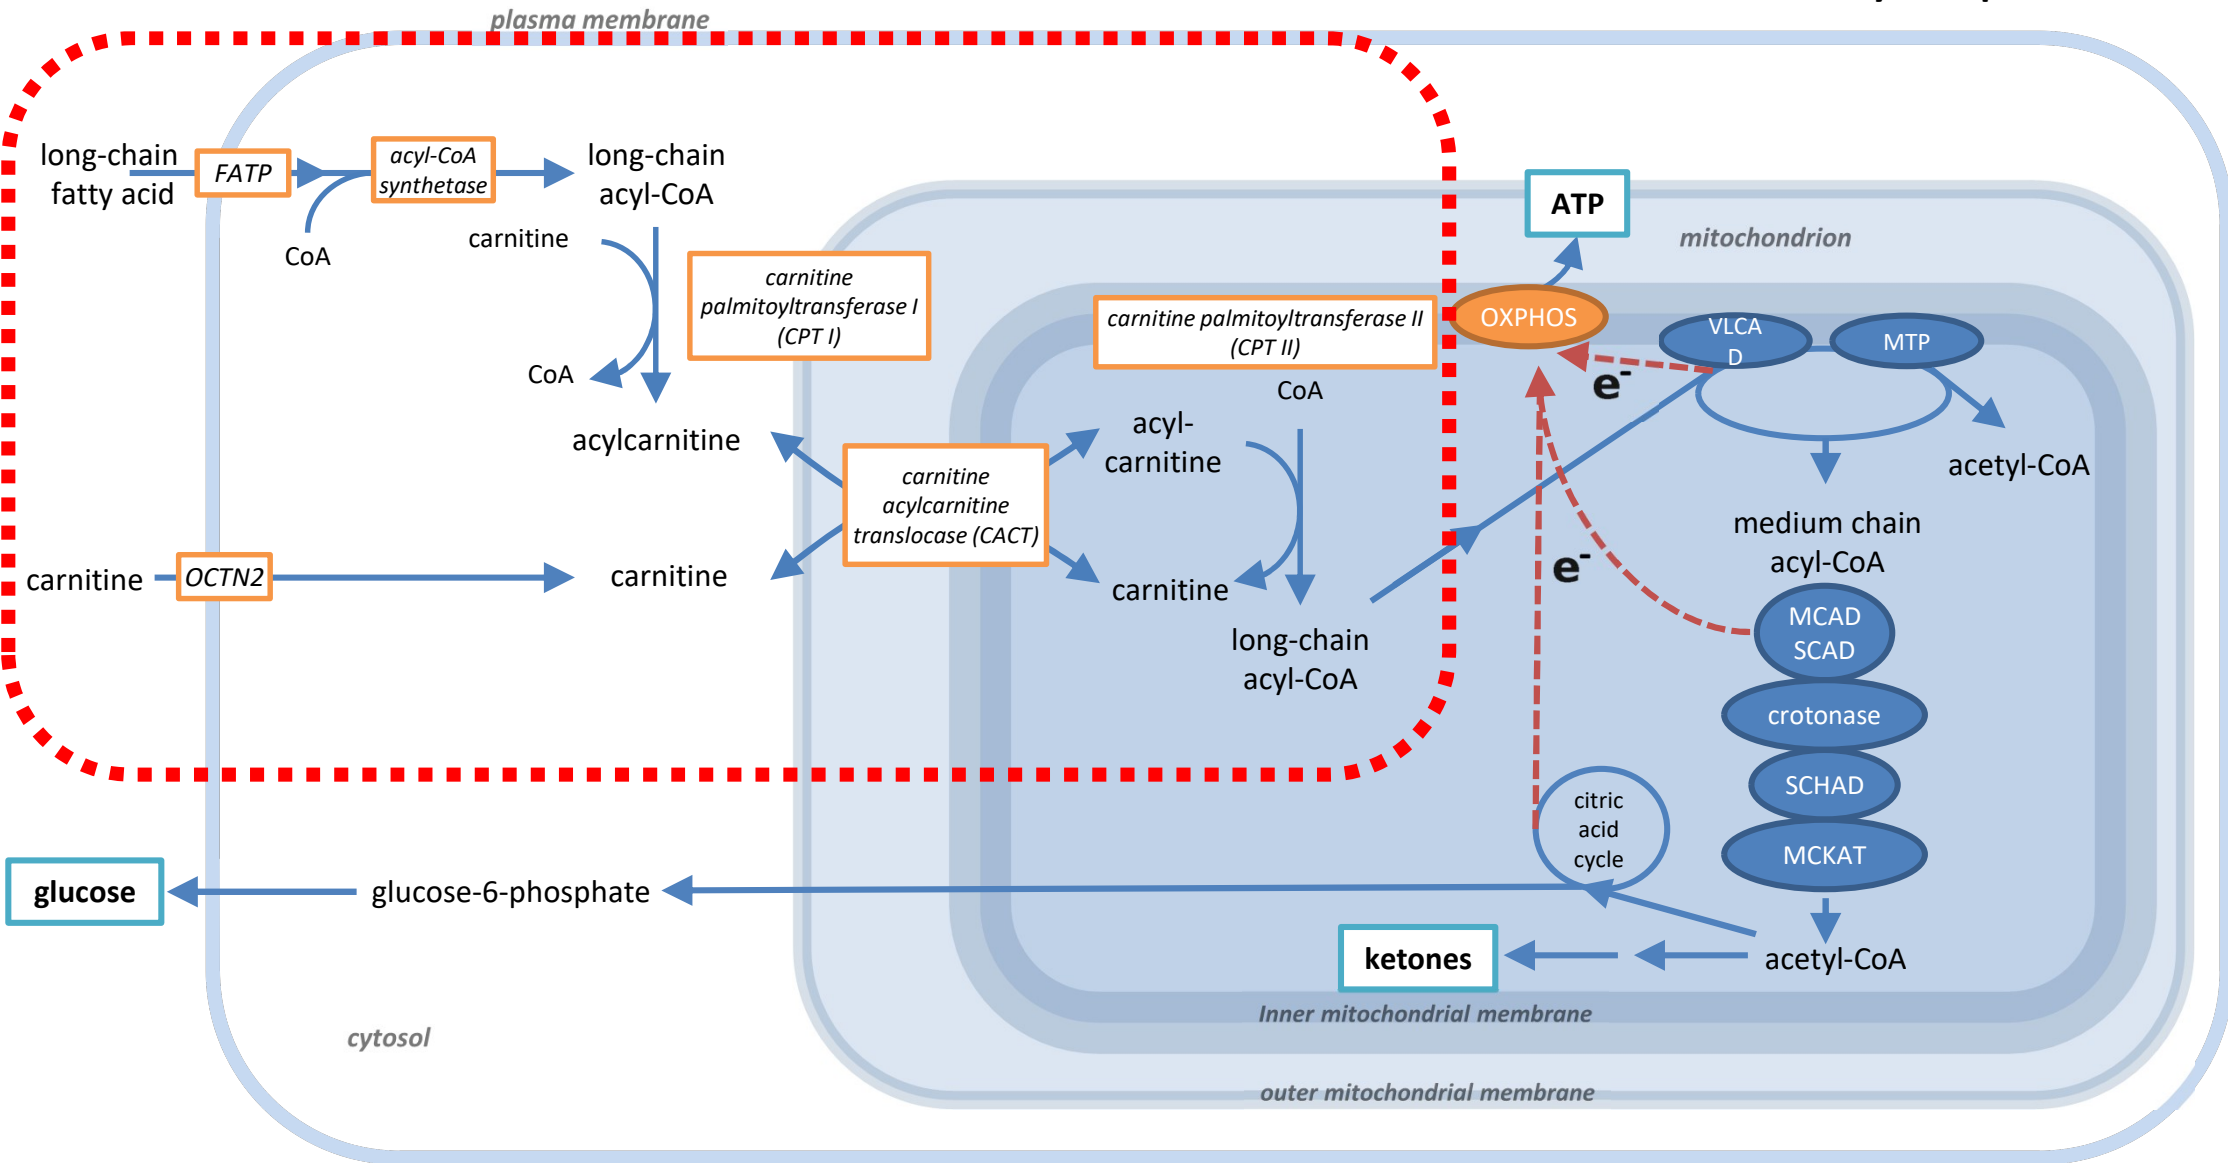 plasma membrane
long-chain
fatty acid
FATP
acyl-CoA
synthetase
long-chain
acyl-CoA
CoA
carnitine
carnitine
palmitoyltransferase I
(CPT I)
CoA
acylcarnitine
carnitine
OCTN2
carnitine
carnitine
acylcarnitine
translocase (CACT)
carnitine palmitoyltransferase II
(CPT II)
CoA
acyl-
carnitine
carnitine
long-chain
acyl-CoA
ATP
mitochondrion
OXPHOS
VLCA
D
MTP
e-
e-
acetyl-CoA
medium chain
acyl-CoA
MCAD
SCAD
crotonase
SCHAD
MCKAT
citric
acid
cycle
acetyl-CoA
ketones
glucose-6-phosphate
glucose
Inner mitochondrial membrane
cytosol
outer mitochondrial membrane